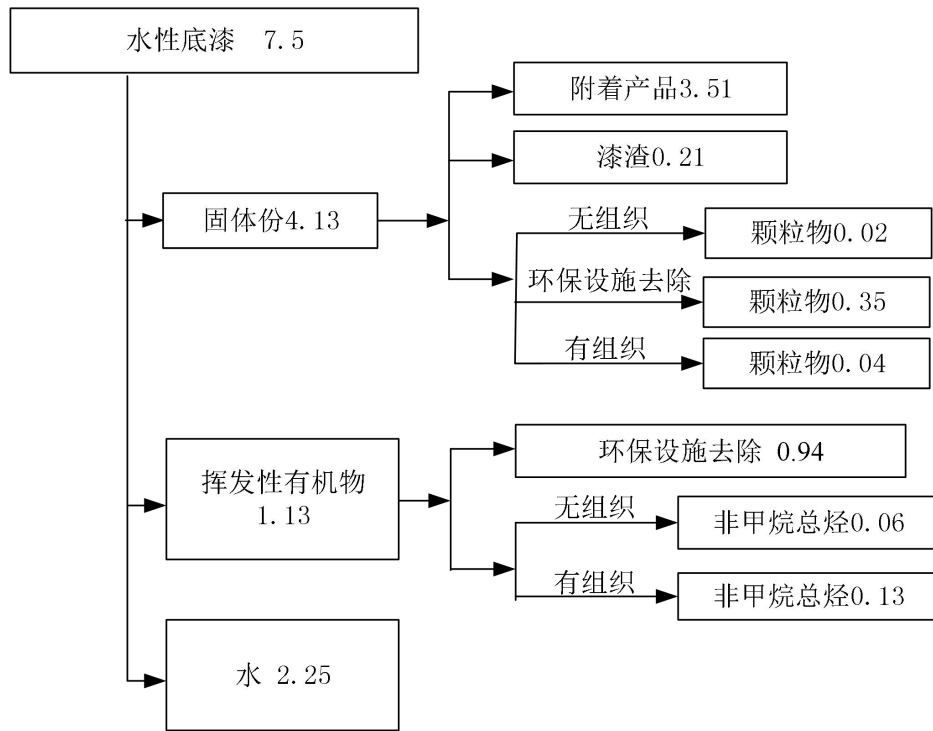 水性底漆 7.5
附着产品3.51
漆渣0.21
固体份4.13
无组织
颗粒物0.02
环保设施去除
颗粒物0.35
有组织
颗粒物0.04
挥发性有机物
1.13
环保设施去除 0.94
无组织
非甲烷总烃0.06
有组织
非甲烷总烃0.13
水 2.25